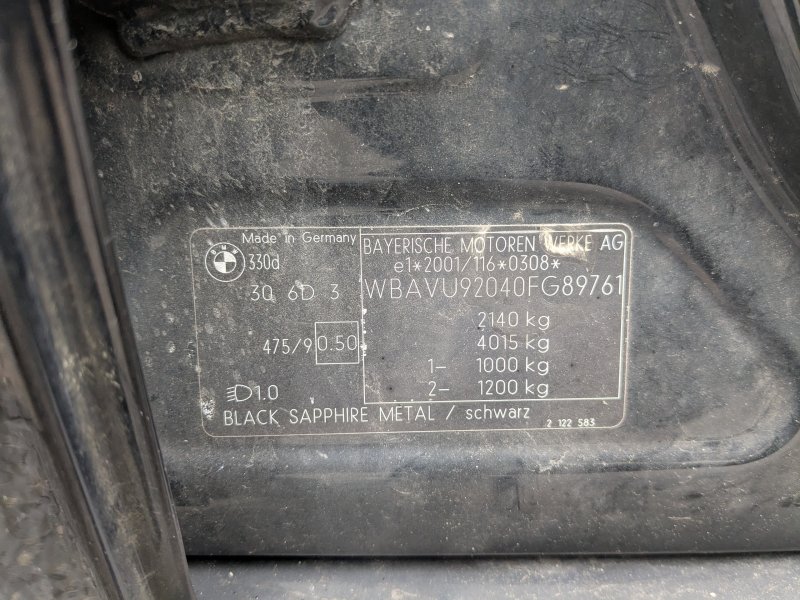 Made in Germany
BMW 330d
30 6D 3
475/9 0.50
1.0
BAYERISCHE MOTOREN WERKE AG
e1*2001/116*0308*
WBAVU92040FG89761
2140 kg
4015 kg
1- 1000 kg
2- 1200 kg
BLACK SAPPHIRE METAL / schwarz
2 122 583